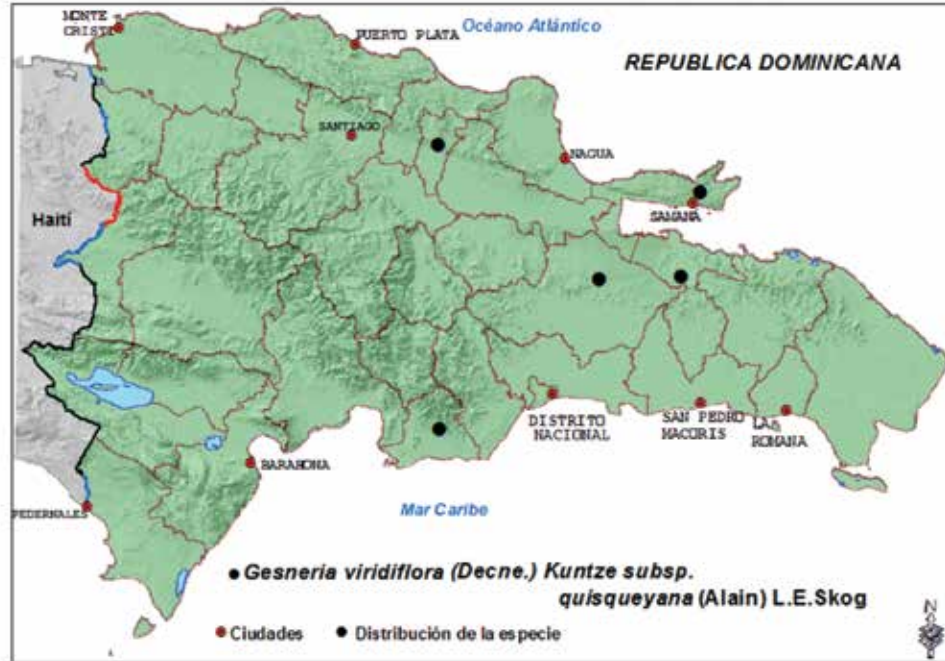 MONTE
CRISTI
PUERTO PLATA
Océano Atlántico
REPUBLICA DOMINICANA
SANTIAGO
NAGUA
SAMANÁ
Haití
DISTRITO
NACIONAL
SAN PEDRO
MACORIS
LA
ROMANA
BARAHONA
PEDERNALES
Mar Caribe
Gesneria viridiflora (Decne.) Kuntze subsp.
quisqueyana (Alain) L.E.Skog
Ciudades
Distribución de la especie
N